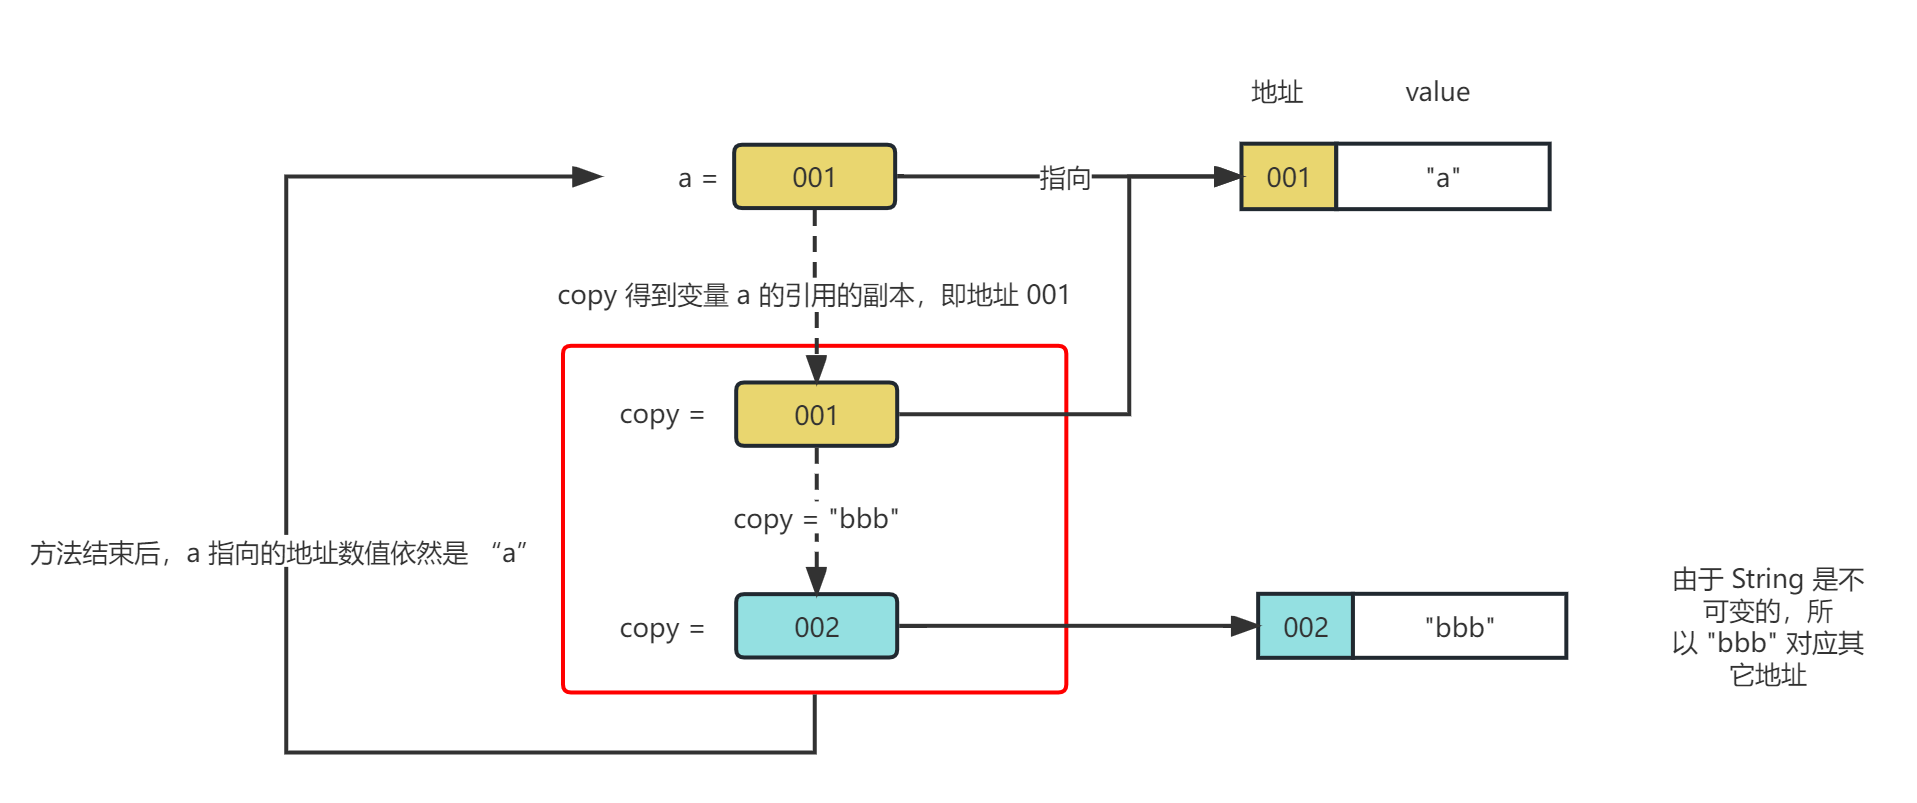 地址 value
a = 001 指向 001 "a"
copy 得到变量 a 的引用的副本，即地址 001
copy = 001
copy = "bbb"
方法结束后，a 指向的地址数值依然是 “a”
copy = 002 002 "bbb"
由于 String 是不
可变的，所
以 "bbb" 对应其
它地址